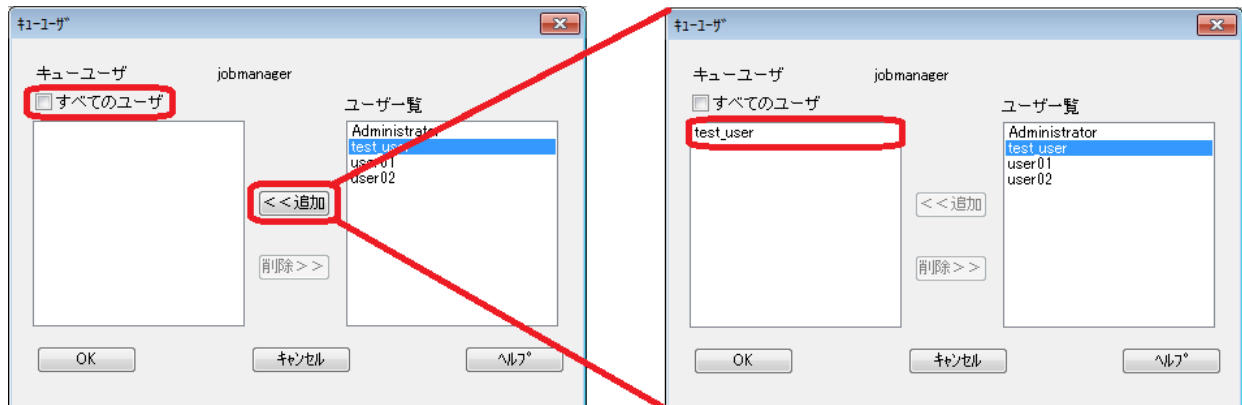 ｷｭｰﾕｰｻﾞ
キューユーザ jobmanager
すべてのユーザ
ユーザ一覧
Administrator
test_user
user01
user02
<<追加
削除>>
OK
ｷｬﾝｾﾙ
ﾍﾙﾌﾟ
ｷｭｰﾕｰｻﾞ
キューユーザ jobmanager
すべてのユーザ
ユーザ一覧
test_user
Administrator
test_user
user01
user02
<<追加
削除>>
OK
ｷｬﾝｾﾙ
ﾍﾙﾌﾟ